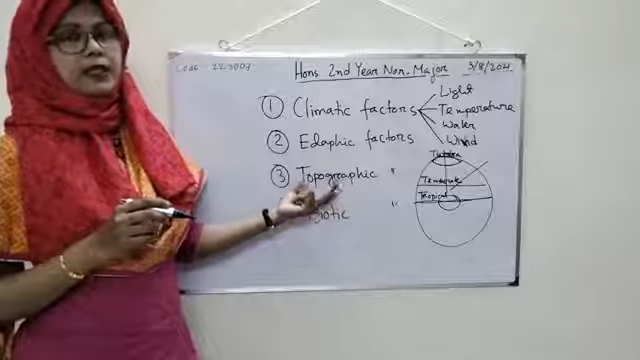 Code: 223007
Hons 2nd Year Non-Major
3/8/2021
① Climatic factors
Light
Temperature
Water
Wind
② Edaphic factors
③ Topographic "
Biotic "
Tundra
Temperate
Tropical